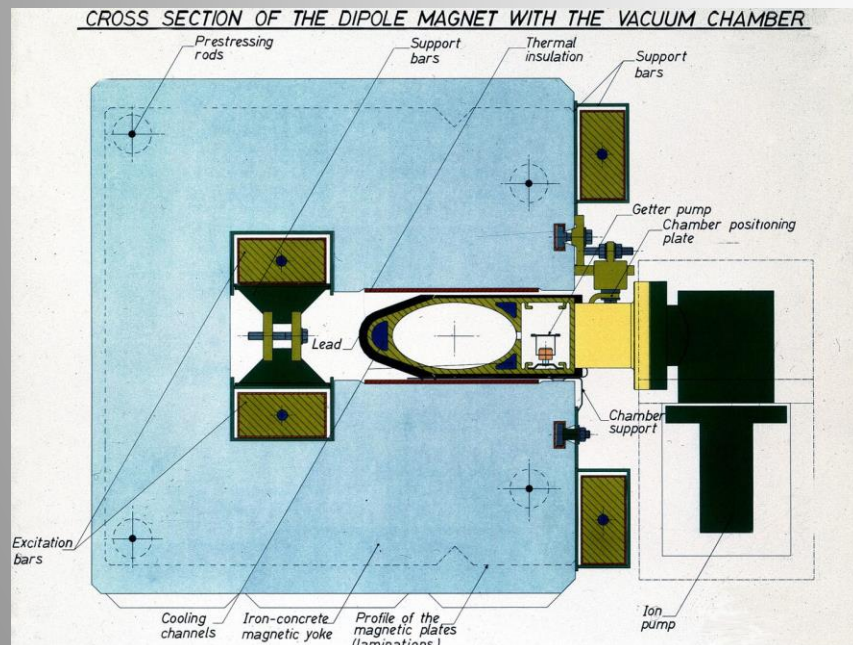 CROSS SECTION OF THE DIPOLE MAGNET WITH THE VACUUM CHAMBER
Prestressing
rods
Support
bars
Thermal
insulation
Support
bars
Getter pump
Chamber positioning
plate
Lead
Chamber
support
Excitation
bars
Cooling
channels
Iron-concrete
magnetic yoke
Profile of the
magnetic plates
(laminations)
Ion
pump